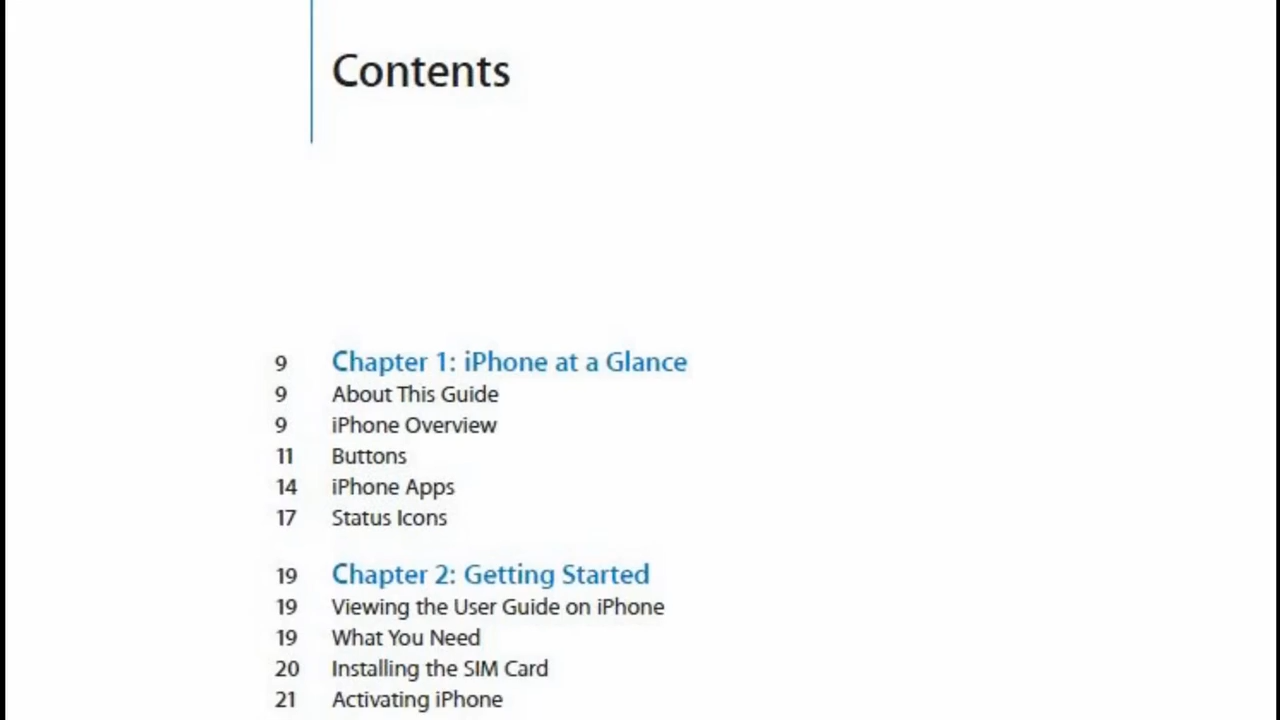 Contents
9 Chapter 1: iPhone at a Glance
9 About This Guide
9 iPhone Overview
11 Buttons
14 iPhone Apps
17 Status Icons
19 Chapter 2: Getting Started
19 Viewing the User Guide on iPhone
19 What You Need
20 Installing the SIM Card
21 Activating iPhone